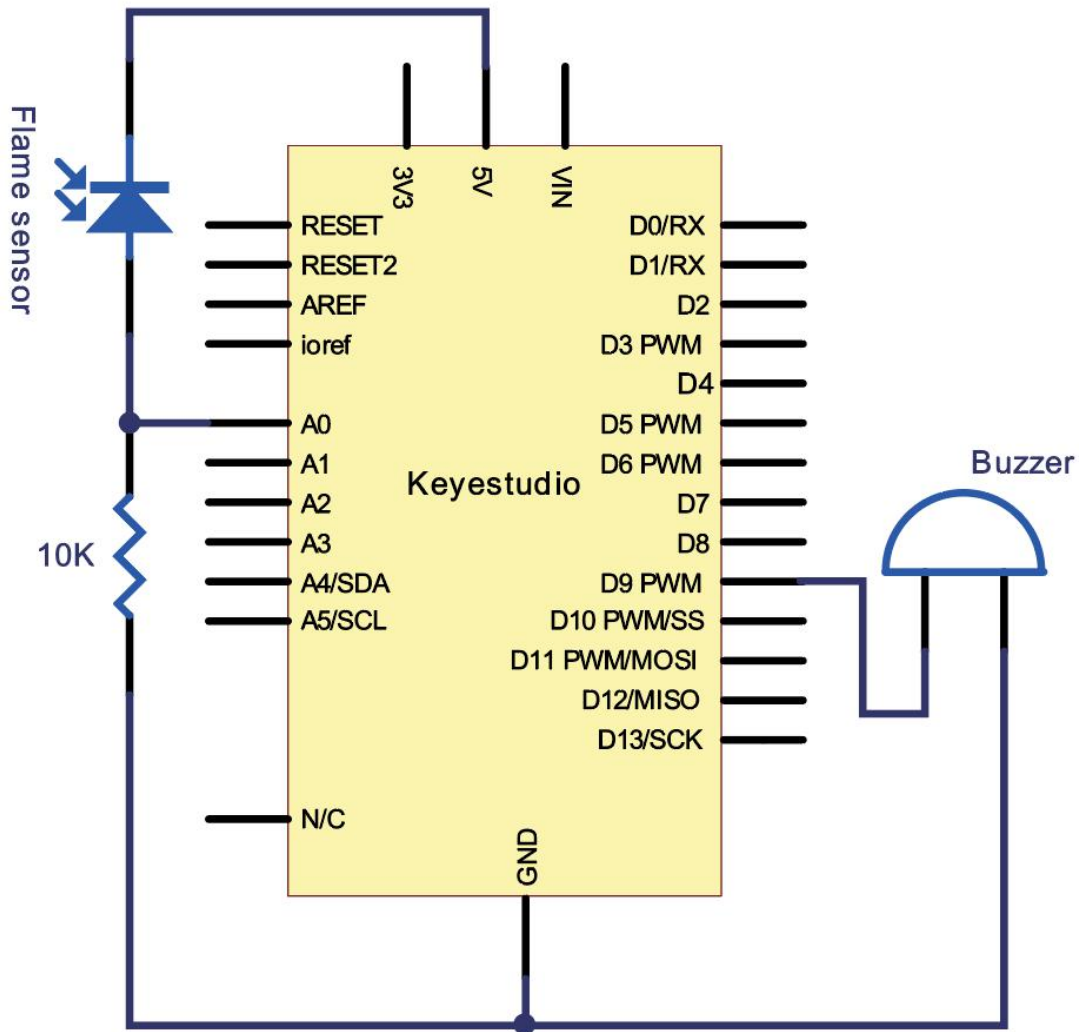 Flame sensor
3V3
5V
VIN
RESET
RESET2
AREF
ioref
A0
A1
A2
A3
A4/SDA
A5/SCL
N/C
10K
Keyestudio
D0/RX
D1/RX
D2
D3 PWM
D4
D5 PWM
D6 PWM
D7
D8
D9 PWM
D10 PWM/SS
D11 PWM/MOSI
D12/MISO
D13/SCK
GND
Buzzer